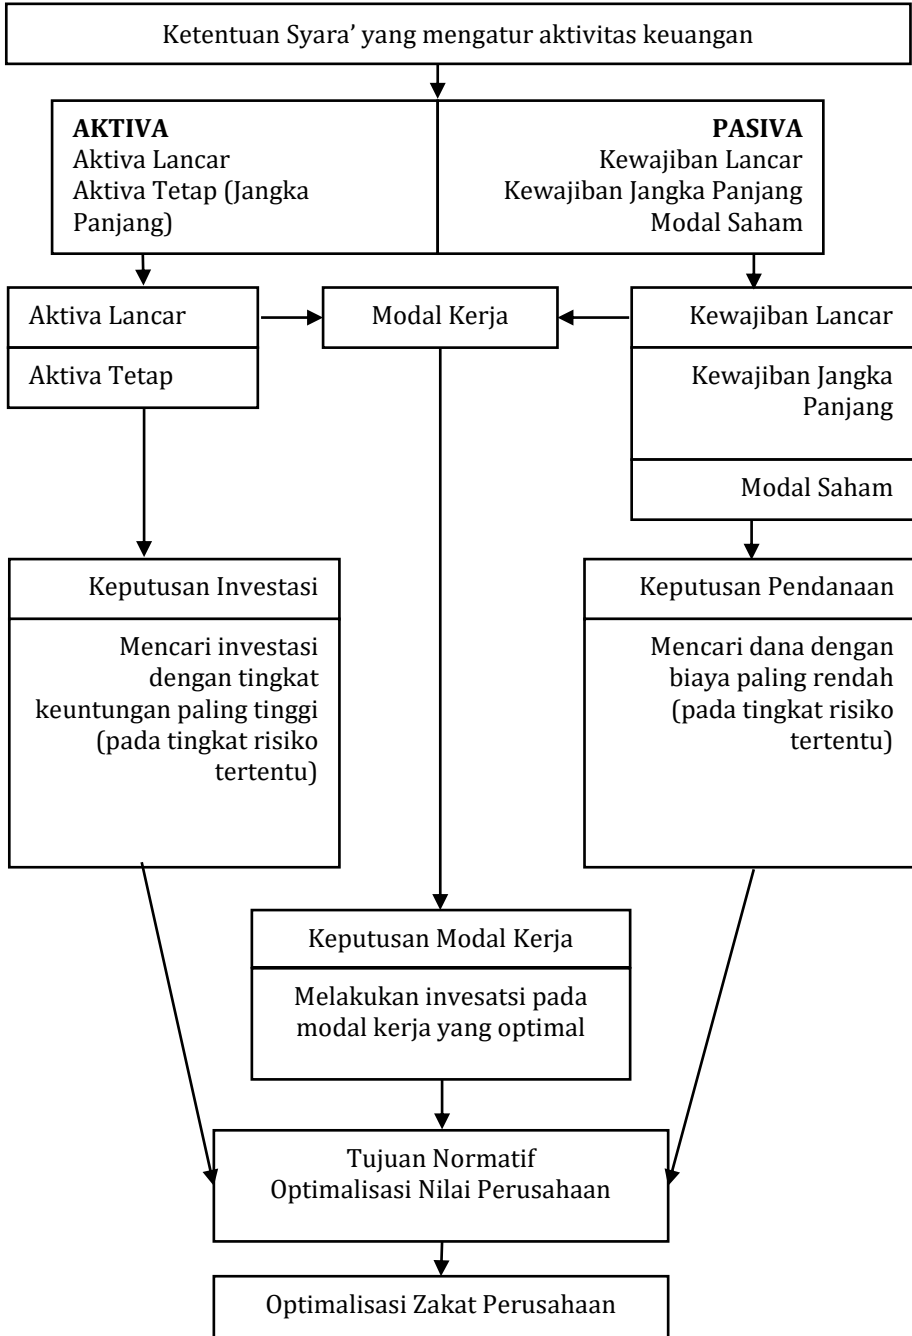 Ketentuan Syara’ yang mengatur aktivitas keuangan
AKTIVA
Aktiva Lancar
Aktiva Tetap (Jangka
Panjang)
PASIVA
Kewajiban Lancar
Kewajiban Jangka Panjang
Modal Saham
Aktiva Lancar
Modal Kerja
Kewajiban Lancar
Aktiva Tetap
Kewajiban Jangka
Panjang
Modal Saham
Keputusan Investasi
Mencari investasi
dengan tingkat
keuntungan paling tinggi
(pada tingkat risiko
tertentu)
Keputusan Pendanaan
Mencari dana dengan
biaya paling rendah
(pada tingkat risiko
tertentu)
Keputusan Modal Kerja
Melakukan invesatsi pada
modal kerja yang optimal
Tujuan Normatif
Optimalisasi Nilai Perusahaan
Optimalisasi Zakat Perusahaan